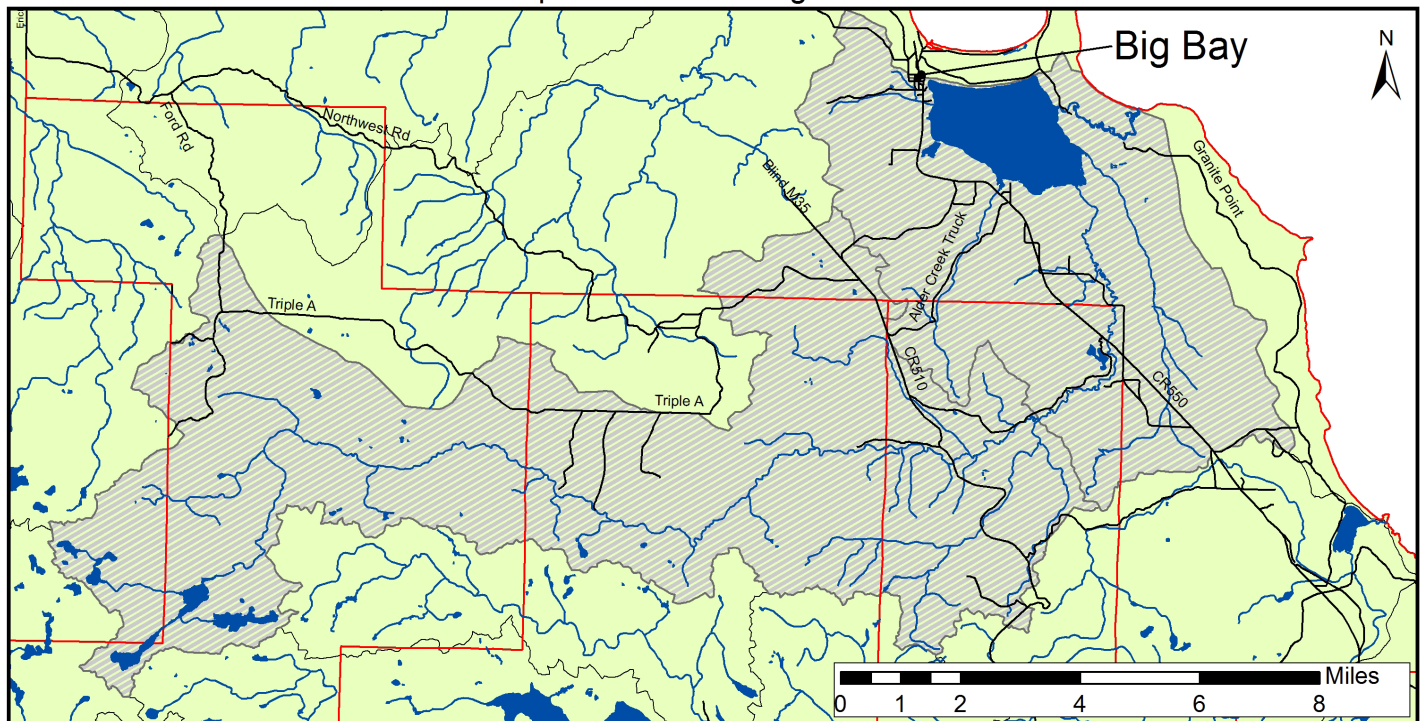 Big Bay
N
Ford Rd
Northwest Rd
Blind M35
Granite Point
Alder Creek Truck
Triple A
CR510
CR550
Triple A
Miles
0 1 2 4 6 8